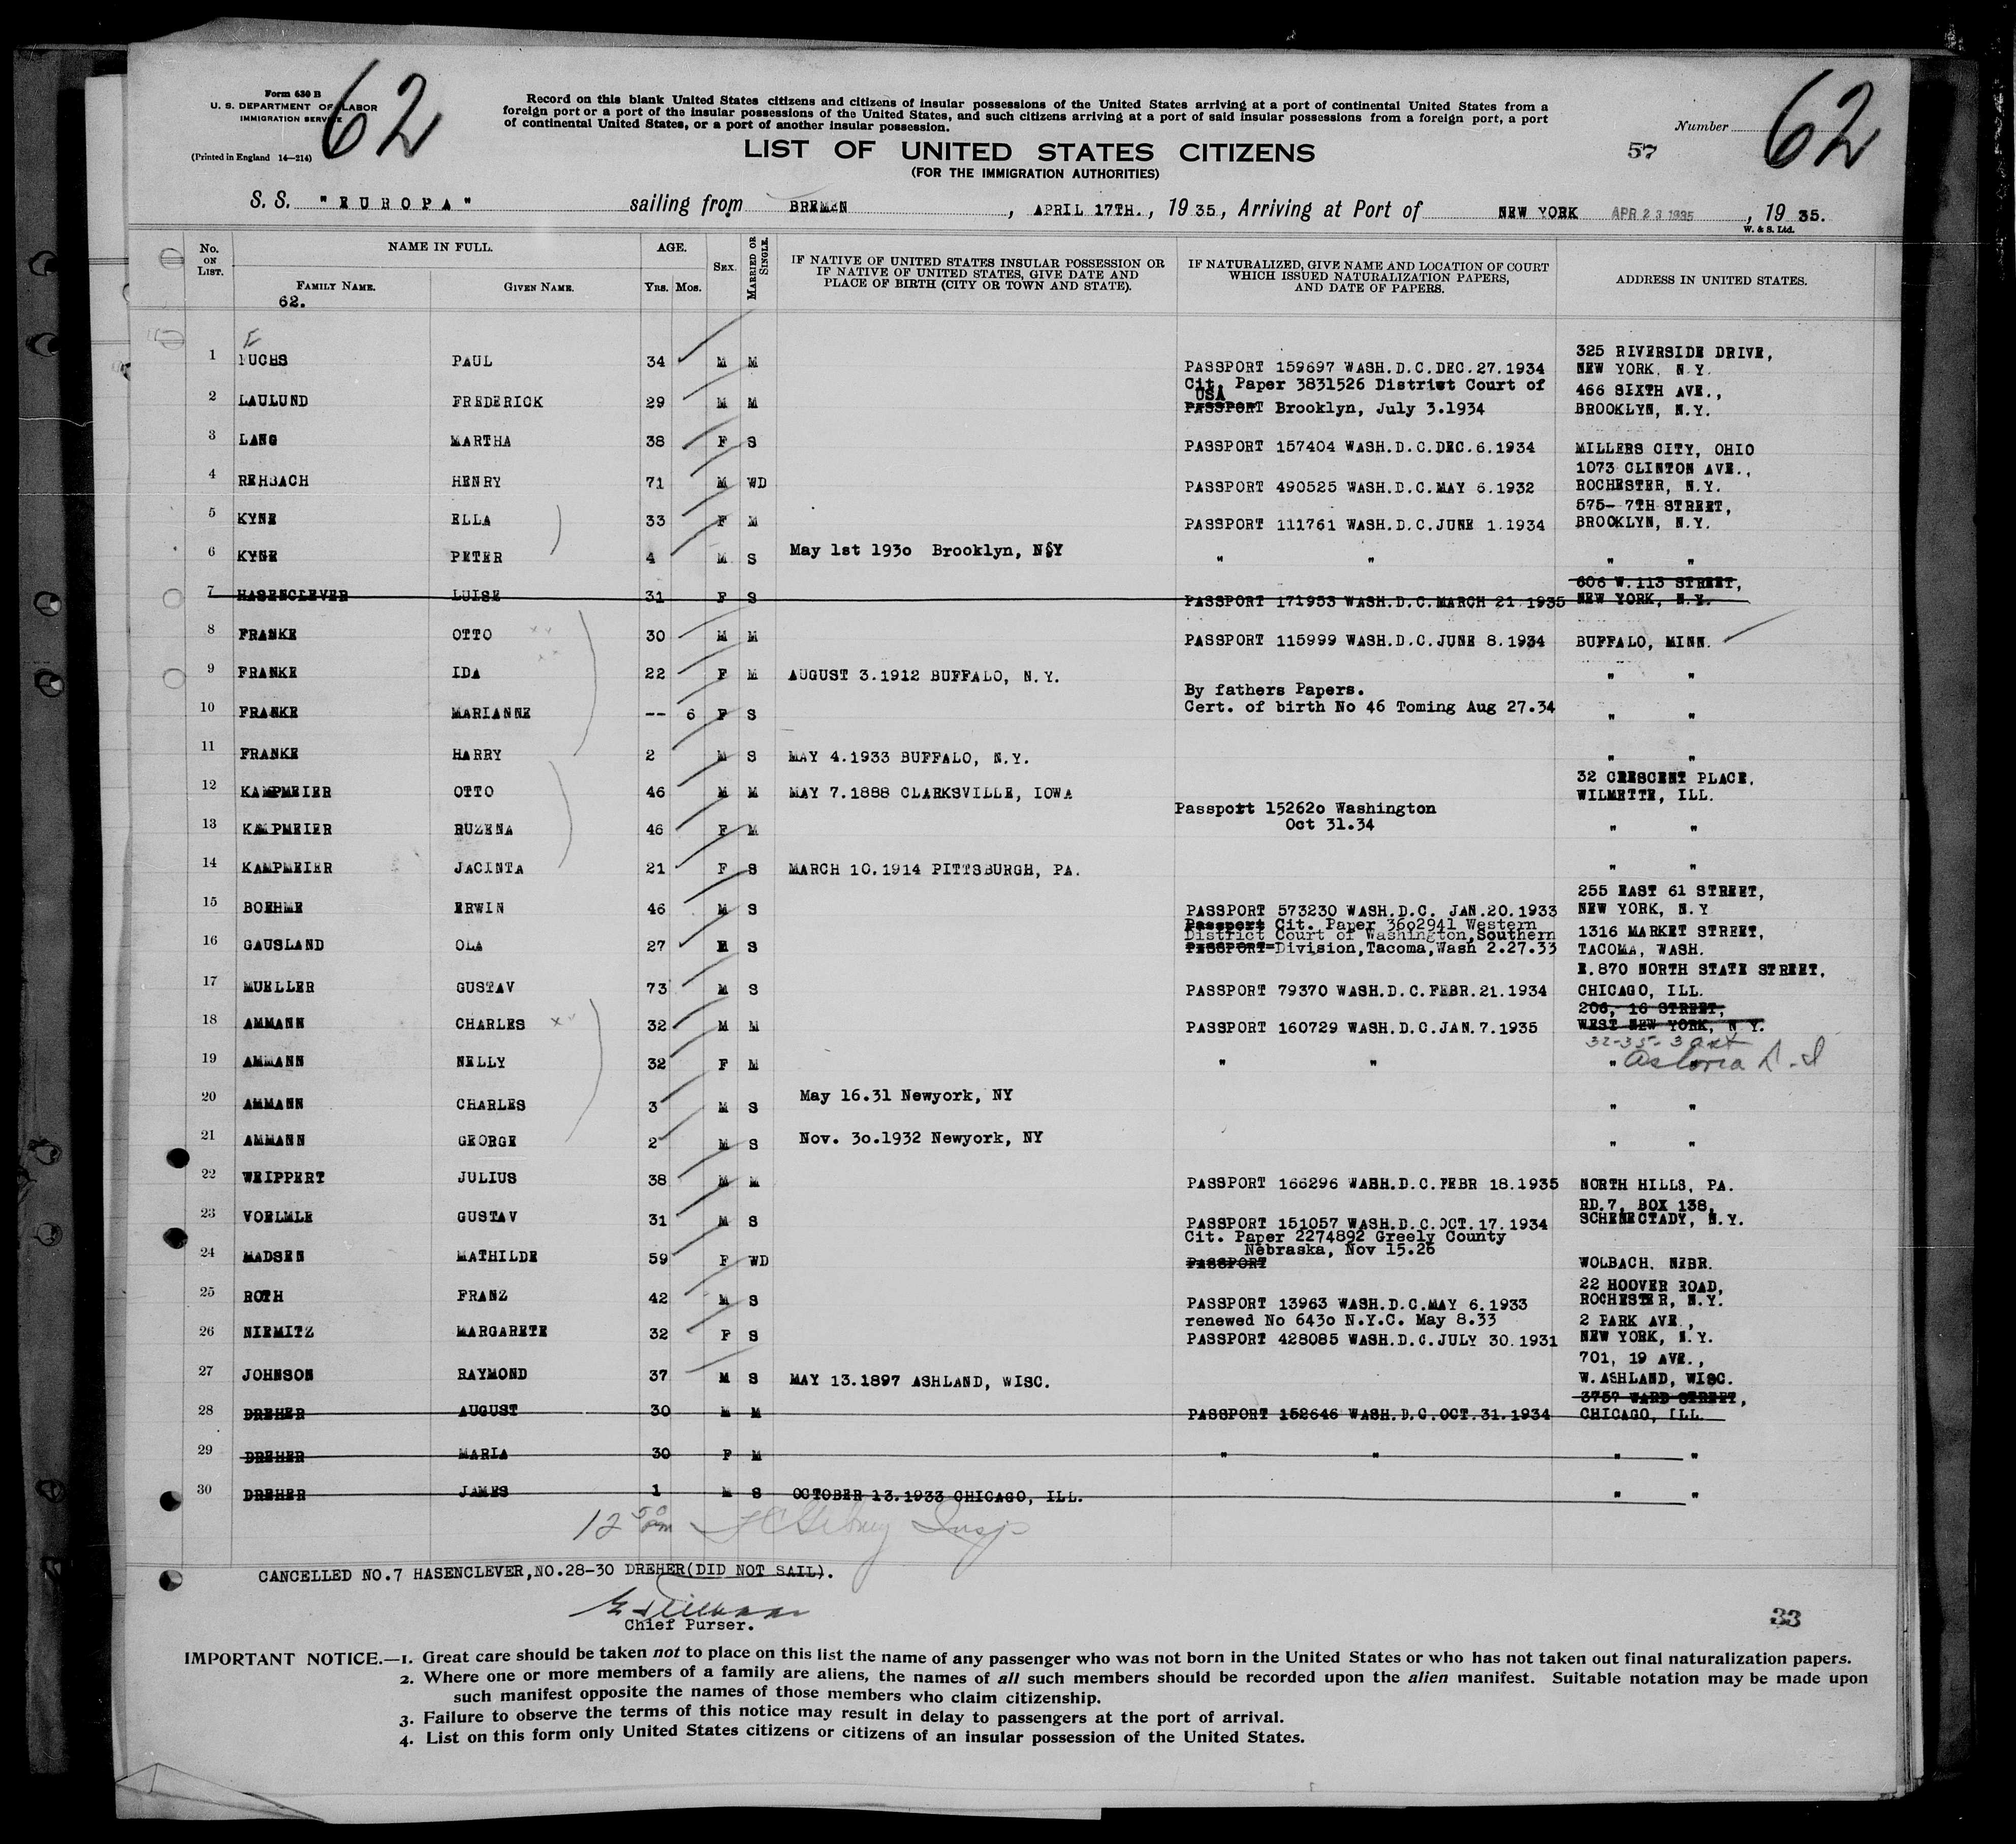 Form 630 B
U. S. DEPARTMENT OF LABOR
IMMIGRATION SERVICE
(Printed in England 14—214)
62
Record on this blank United States citizens and citizens of insular possessions of the United States arriving at a port of continental United States from a
foreign port or a port of the insular possessions of the United States, and such citizens arriving at a port of said insular possessions from a foreign port, a port
of continental United States, or a port of another insular possession.
Number 62
LIST OF UNITED STATES CITIZENS
57
(FOR THE IMMIGRATION AUTHORITIES)
S. S. "EUROPA" sailing from BREMEN, APRIL 17TH., 1935, Arriving at Port of NEW YORK APR 23 1935, 1935.
W. & S. Ltd.
No. ON LIST. NAME IN FULL. AGE. SEX. MARRIED OR SINGLE. IF NATIVE OF UNITED STATES INSULAR POSSESSION OR IF NATIVE OF UNITED STATES, GIVE DATE AND PLACE OF BIRTH (CITY OR TOWN AND STATE). IF NATURALIZED, GIVE NAME AND LOCATION OF COURT WHICH ISSUED NATURALIZATION PAPERS, AND DATE OF PAPERS. ADDRESS IN UNITED STATES.
FAMILY NAME. GIVEN NAME. YRS. MOS.
62.
F
325 RIVERSIDE DRIVE,
1 FUCHS PAUL 34 M M PASSPORT 159697 WASH.D.C.DEC.27.1934 NEW YORK, N.Y.
Cit. Paper 3831526 District Court of 466 SIXTH AVE.,
USA
2 LAULUND FREDERICK 29 M M PASSPORT Brooklyn, July 3.1934 BROOKLYN, N.Y.
3 LANG MARTHA 38 F S PASSPORT 157404 WASH.D.C.DEC.6.1934 MILLERS CITY, OHIO
1073 CLINTON AVE.,
4 REHBACH HENRY 71 M WD PASSPORT 490525 WASH.D.C.MAY 6.1932 ROCHESTER, N.Y.
575- 7TH STREET,
5 KYNE ELLA 33 F M PASSPORT 111761 WASH.D.C.JUNE 1.1934 BROOKLYN, N.Y.
6 KYNE PETER 4 M S May 1st 193o Brooklyn, N§Y " " " "
606 W.113 STREET,
7 HASENCLEVER LUISE 31 F S PASSPORT 171953 WASH.D.C.MARCH 21.1935 NEW YORK, N.Y.
8 FRANKE OTTO 30 M M PASSPORT 115999 WASH.D.C.JUNE 8.1934 BUFFALO, MINN.
9 FRANKE IDA 22 F M AUGUST 3.1912 BUFFALO, N.Y. " "
By fathers Papers.
10 FRANKE MARIANNE -- 6 F S Cert. of birth No 46 Toming Aug 27.34 " "
11 FRANKE HARRY 2 M S MAY 4.1933 BUFFALO, N.Y. " "
32 CRESCENT PLACE.
12 KAMPMEIER OTTO 46 M M MAY 7.1888 CLARKSVILLE, IOWA WILMETTE, ILL.
Passport 15262o Washington
13 KAMPMEIER RUZENA 46 F M Oct 31.34 " "
14 KAMPMEIER JACINTA 21 F S MARCH 10.1914 PITTSBURGH, PA. " "
255 EAST 61 STREET,
15 BOEHME ERWIN 46 M S PASSPORT 573230 WASH.D.C. JAN.20.1933 NEW YORK, N.Y
Passport Cit. Paper 36o2941 Western
District Court of Washington,Southern 1316 MARKET STREET,
16 GAUSLAND OLA 27 M S PASSPORT Division,Tacoma,Wash 2.27.33 TACOMA, WASH.
E.870 NORTH STATE STREET,
17 MUELLER GUSTAV 73 M S PASSPORT 79370 WASH.D.C.FEBR.21.1934 CHICAGO, ILL.
206, 16 STREET,
18 AMMANN CHARLES 32 M M PASSPORT 160729 WASH.D.C.JAN.7.1935 WEST NEW YORK, N.Y.
32-35-3
19 AMMANN NELLY 32 F M " " " Astoria L.I
20 AMMANN CHARLES 3 M S May 16.31 Newyork, NY " "
21 AMMANN GEORGE 2 M S Nov. 3o.1932 Newyork, NY " "
22 WEIPPERT JULIUS 38 M M PASSPORT 166296 WASH.D.C.FEBR 18.1935 NORTH HILLS, PA.
RD.7, BOX 138,
23 VOELMLE GUSTAV 31 M S PASSPORT 151057 WASH.D.C.OCT.17.1934 SCHENECTADY, N.Y.
Cit. Paper 2274892 Greely County
Nebraska, Nov 15.26
24 MADSEN MATHILDE 59 F WD PASSPORT WOLBACH, NEBR.
22 HOOVER ROAD,
25 ROTH FRANZ 42 M S PASSPORT 13963 WASH.D.C.MAY 6.1933 ROCHESTER, N.Y.
renewed No 643o N.Y.C. May 8.33 2 PARK AVE.,
26 NIEMITZ MARGARETE 32 F S PASSPORT 428085 WASH.D.C.JULY 30.1931 NEW YORK, N.Y.
701, 19 AVE.,
27 JOHNSON RAYMOND 37 M S MAY 13.1897 ASHLAND, WISC. W.ASHLAND, WISC.
3757 WARD STREET,
28 DREHER AUGUST 30 M M PASSPORT 152646 WASH.D.C.OCT.31.1934 CHICAGO, ILL.
29 DREHER MARIA 30 F M " " " "
30 DREHER JAMES 1 M S OCTOBER 13.1933 CHICAGO, ILL. " "
12 50 pm Insp
CANCELLED NO.7 HASENCLEVER,NO.28-30 DREHER(DID NOT SAIL).
Chief Purser.
33
IMPORTANT NOTICE.—1. Great care should be taken not to place on this list the name of any passenger who was not born in the United States or who has not taken out final naturalization papers.
2. Where one or more members of a family are aliens, the names of all such members should be recorded upon the alien manifest. Suitable notation may be made upon
such manifest opposite the names of those members who claim citizenship.
3. Failure to observe the terms of this notice may result in delay to passengers at the port of arrival.
4. List on this form only United States citizens or citizens of an insular possession of the United States.